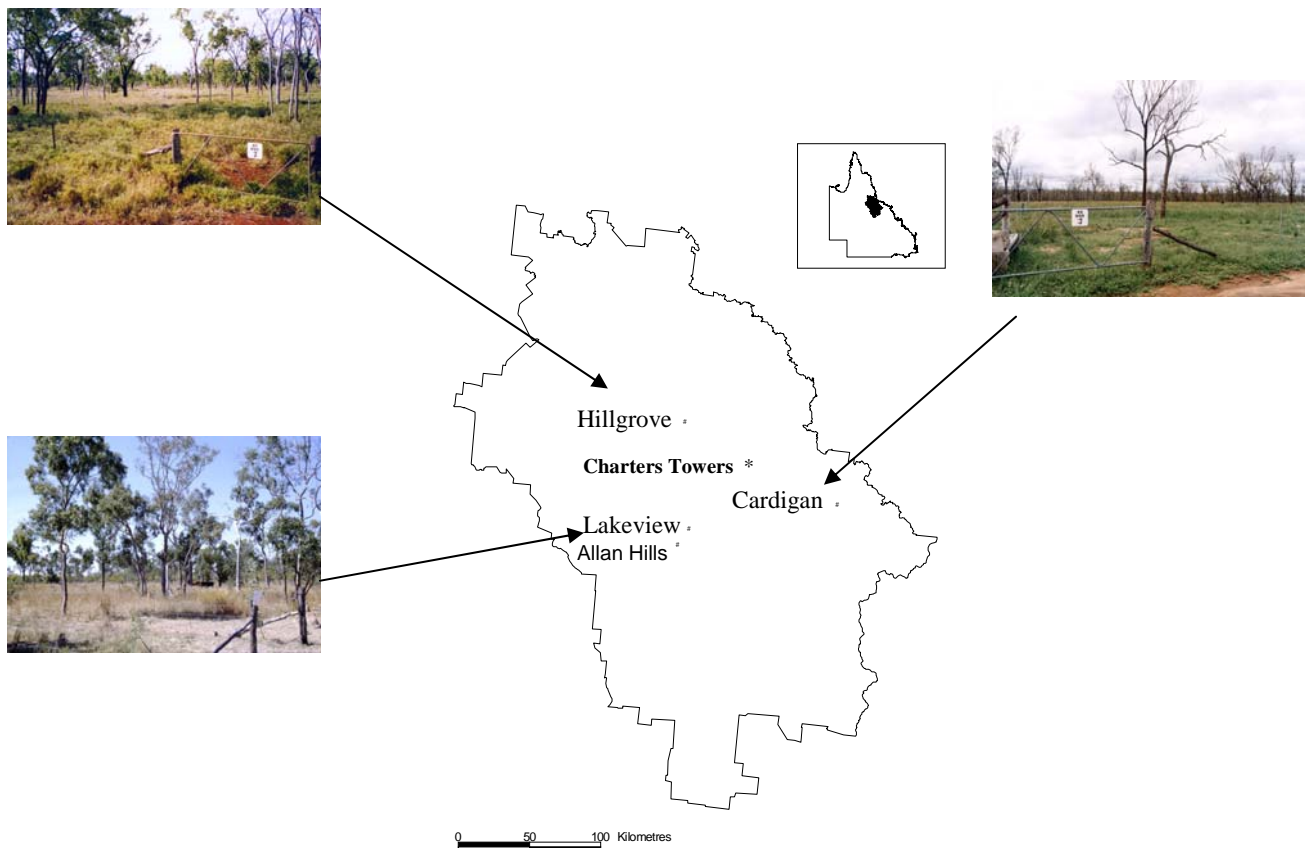 Hillgrove #
Charters Towers *
Cardigan #
Lakeview #
Allan Hills #
0 50 100 Kilometres